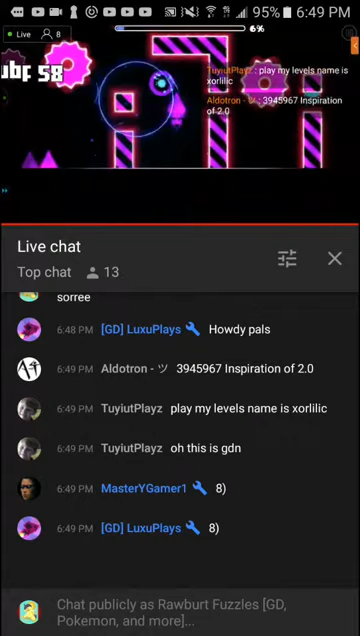 95% 6:49 PM
Live 8
6%
ubf 58
TuyiutPlayz: play my levels name is
xorlilic
Aldotron - ツ: 3945967 Inspiration
of 2.0
Live chat
Top chat 13
sorree
6:48 PM [GD] LuxuPlays Howdy pals
6:49 PM Aldotron - ツ 3945967 Inspiration of 2.0
6:49 PM TuyiutPlayz play my levels name is xorlilic
6:49 PM TuyiutPlayz oh this is gdn
6:49 PM MasterYGamer1 8)
6:49 PM [GD] LuxuPlays 8)
Chat publicly as Rawburt Fuzzles [GD,
Pokemon, and more]...